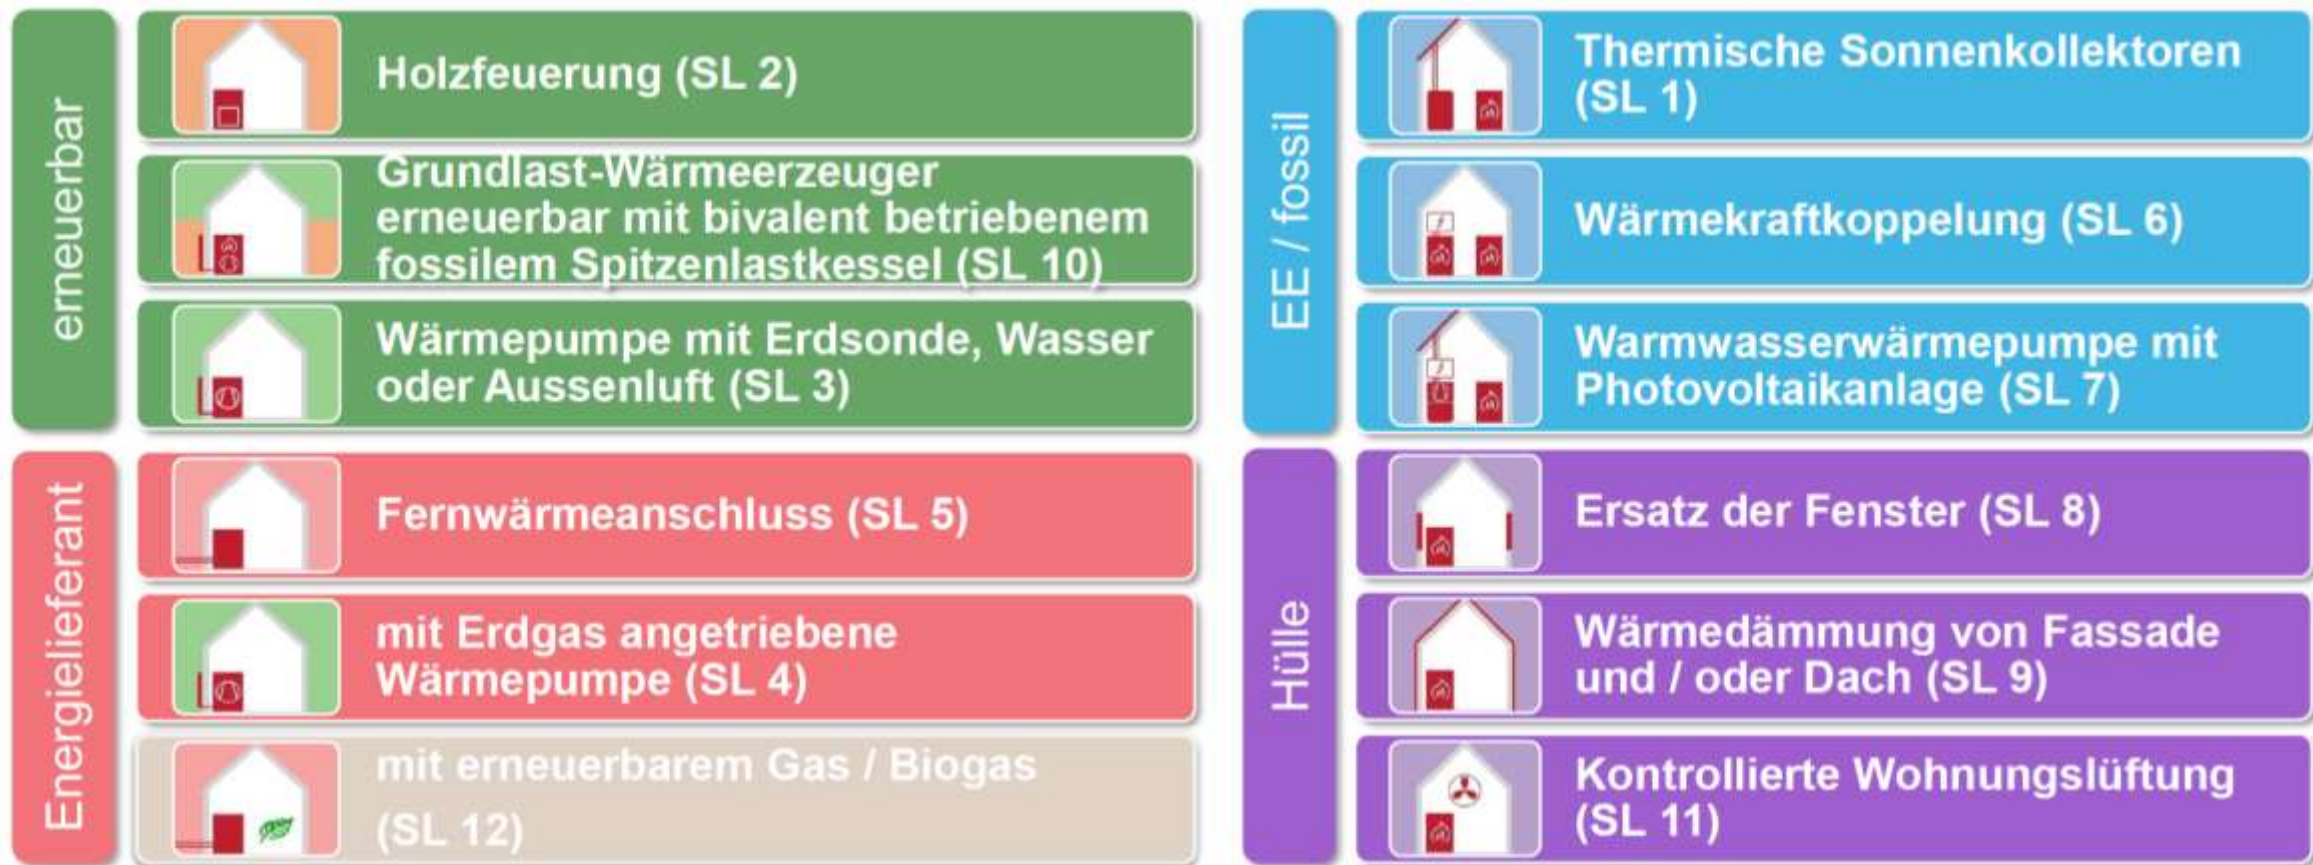 erneuerbar
Holzfeuerung (SL 2)
Grundlast-Wärmeerzeuger
erneuerbar mit bivalent betriebenem
fossilem Spitzenlastkessel (SL 10)
Wärmepumpe mit Erdsonde, Wasser
oder Aussenluft (SL 3)
Energielieferant
Fernwärmeanschluss (SL 5)
mit Erdgas angetriebene
Wärmepumpe (SL 4)
mit erneuerbarem Gas / Biogas
(SL 12)
EE / fossil
Thermische Sonnenkollektoren
(SL 1)
Wärmekraftkoppelung (SL 6)
Warmwasserwärmepumpe mit
Photovoltaikanlage (SL 7)
Hülle
Ersatz der Fenster (SL 8)
Wärmedämmung von Fassade
und / oder Dach (SL 9)
Kontrollierte Wohnungslüftung
(SL 11)